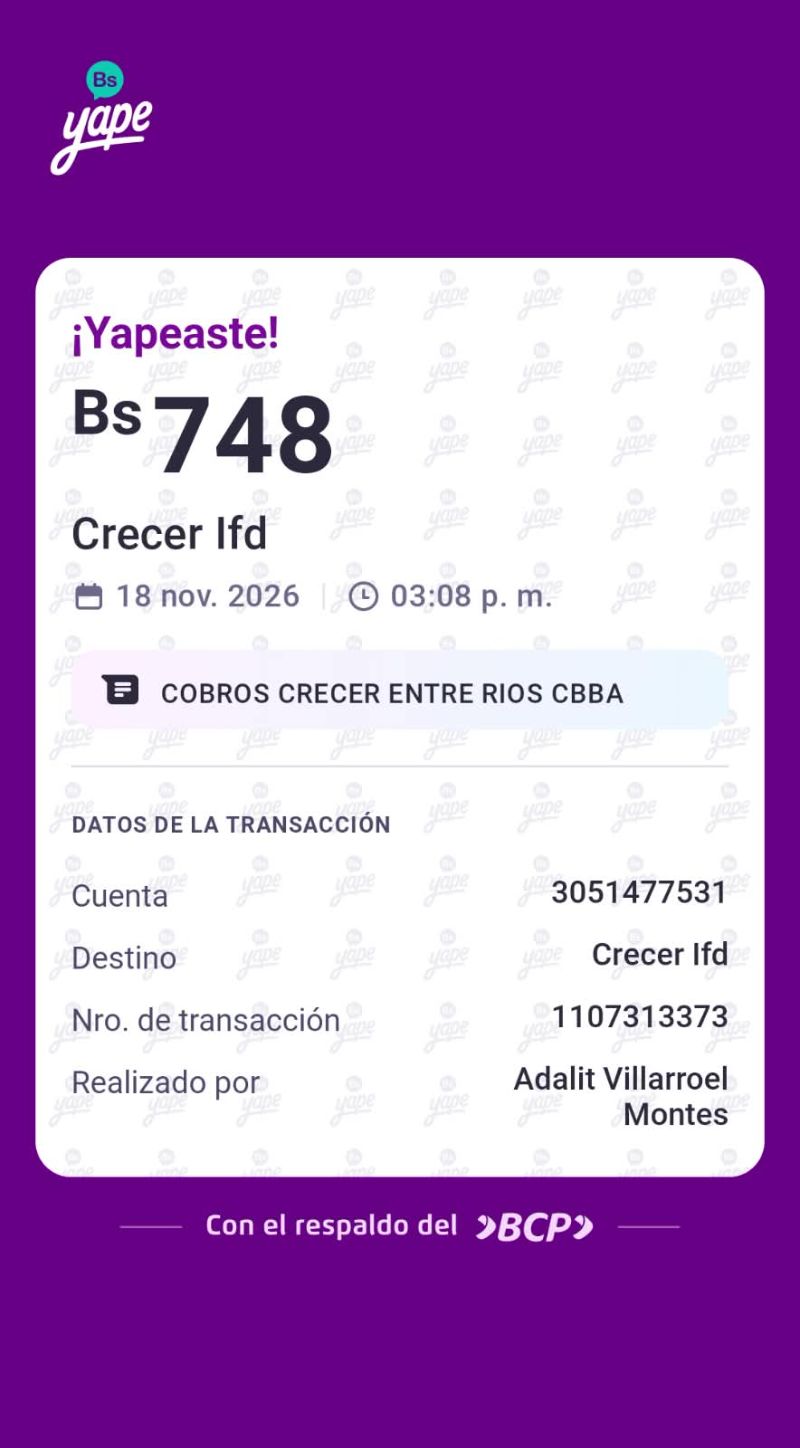 Bs
yape
¡Yapeaste!
Bs 748
Crecer Ifd
18 nov. 2026 | 03:08 p. m.
COBROS CRECER ENTRE RIOS CBBA
DATOS DE LA TRANSACCIÓN
Cuenta 3051477531
Destino Crecer Ifd
Nro. de transacción 1107313373
Realizado por Adalit Villarroel
Montes
Con el respaldo del BCP